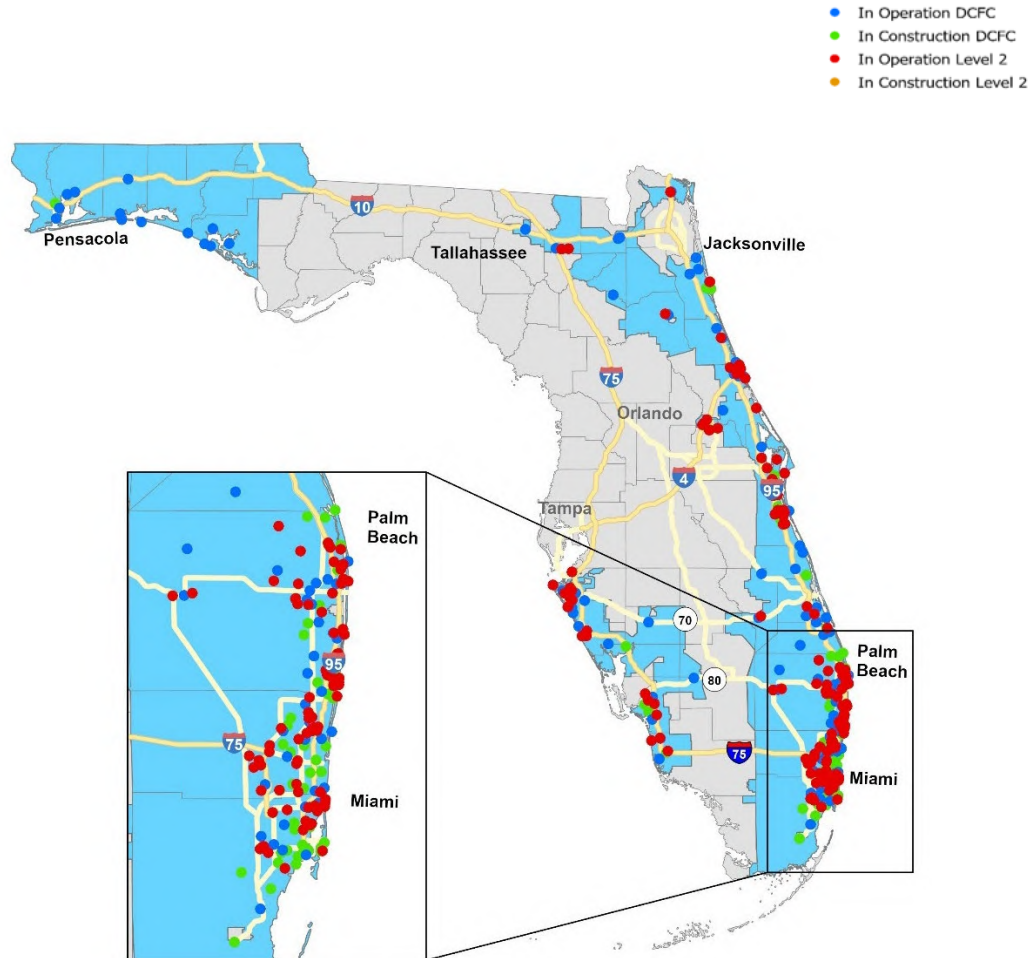 In Operation DCFC
In Construction DCFC
In Operation Level 2
In Construction Level 2
10
Pensacola
Tallahassee
Jacksonville
75
Orlando
4
95
Tampa
70
80
Palm
Beach
75
Miami
Palm
Beach
95
75
Miami